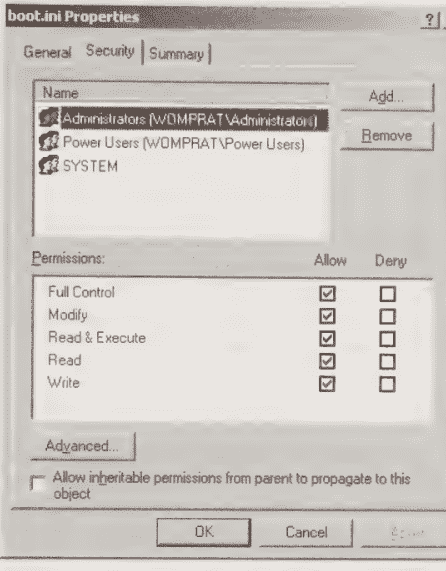 boot.ini Properties
?
General Security Summary
Name
Add...
Administrators (WOMPRAT\Administrators)
Remove
Power Users (WOMPRAT\Power Users)
SYSTEM
Permissions: Allow Deny
Full Control
Modify
Read & Execute
Read
Write
Advanced...
Allow inheritable permissions from parent to propagate to this
object
OK Cancel